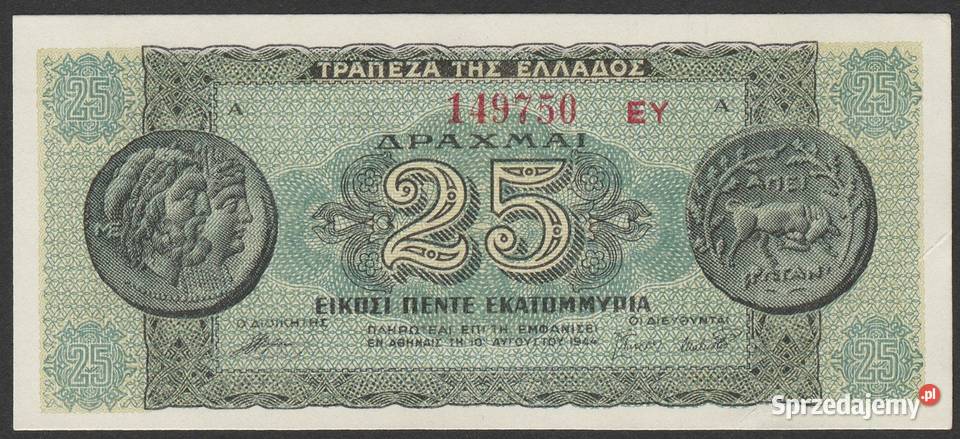 ΤΡΑΠΕΖΑ ΤΗΣ ΕΛΛΑΔΟΣ
25 25
Α 149750 ΕΥ Α
ΔΡΑΧΜΑΙ
25
ΑΠΕΙ
ΕΙΚΟΣΙ ΠΕΝΤΕ ΕΚΑΤΟΜΜΥΡΙΑ
Ο ΔΙΟΙΚΗΤΗΣ ΠΛΗΡΩΤΕΑΙ ΕΠΙ ΤΗ ΕΜΦΑΝΙΣΕΙ ΟΙ ΔΙΕΥΘΥΝΤΑΙ
ΕΝ ΑΘΗΝΑΙΣ ΤΗ 10 ΑΥΓΟΥΣΤΟΥ 1944
25 25
Sprzedajemy.pl